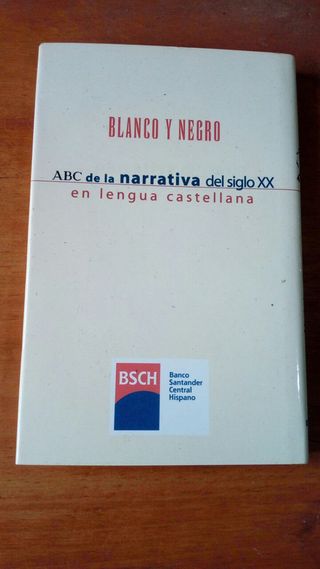 BLANCO Y NEGRO
ABC de la narrativa del siglo XX
en lengua castellana
BSCH
Banco
Santander
Central
Hispano